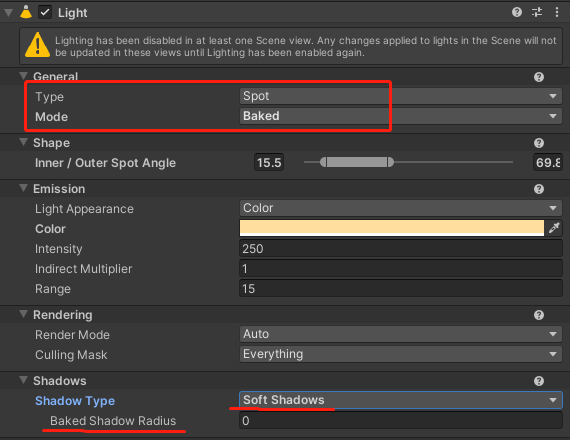 Light
Lighting has been disabled in at least one Scene view. Any changes applied to lights in the Scene will not
be updated in these views until Lighting has been enabled again.
General
Type Spot
Mode Baked
Shape
Inner / Outer Spot Angle 15.5 69.8
Emission
Light Appearance Color
Color
Intensity 250
Indirect Multiplier 1
Range 15
Rendering
Render Mode Auto
Culling Mask Everything
Shadows
Shadow Type Soft Shadows
Baked Shadow Radius 0